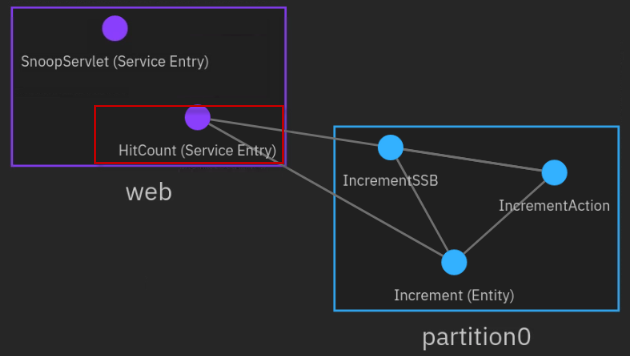 SnoopServlet (Service Entry)
HitCount (Service Entry)
web
IncrementSSB
IncrementAction
Increment (Entity)
partition0